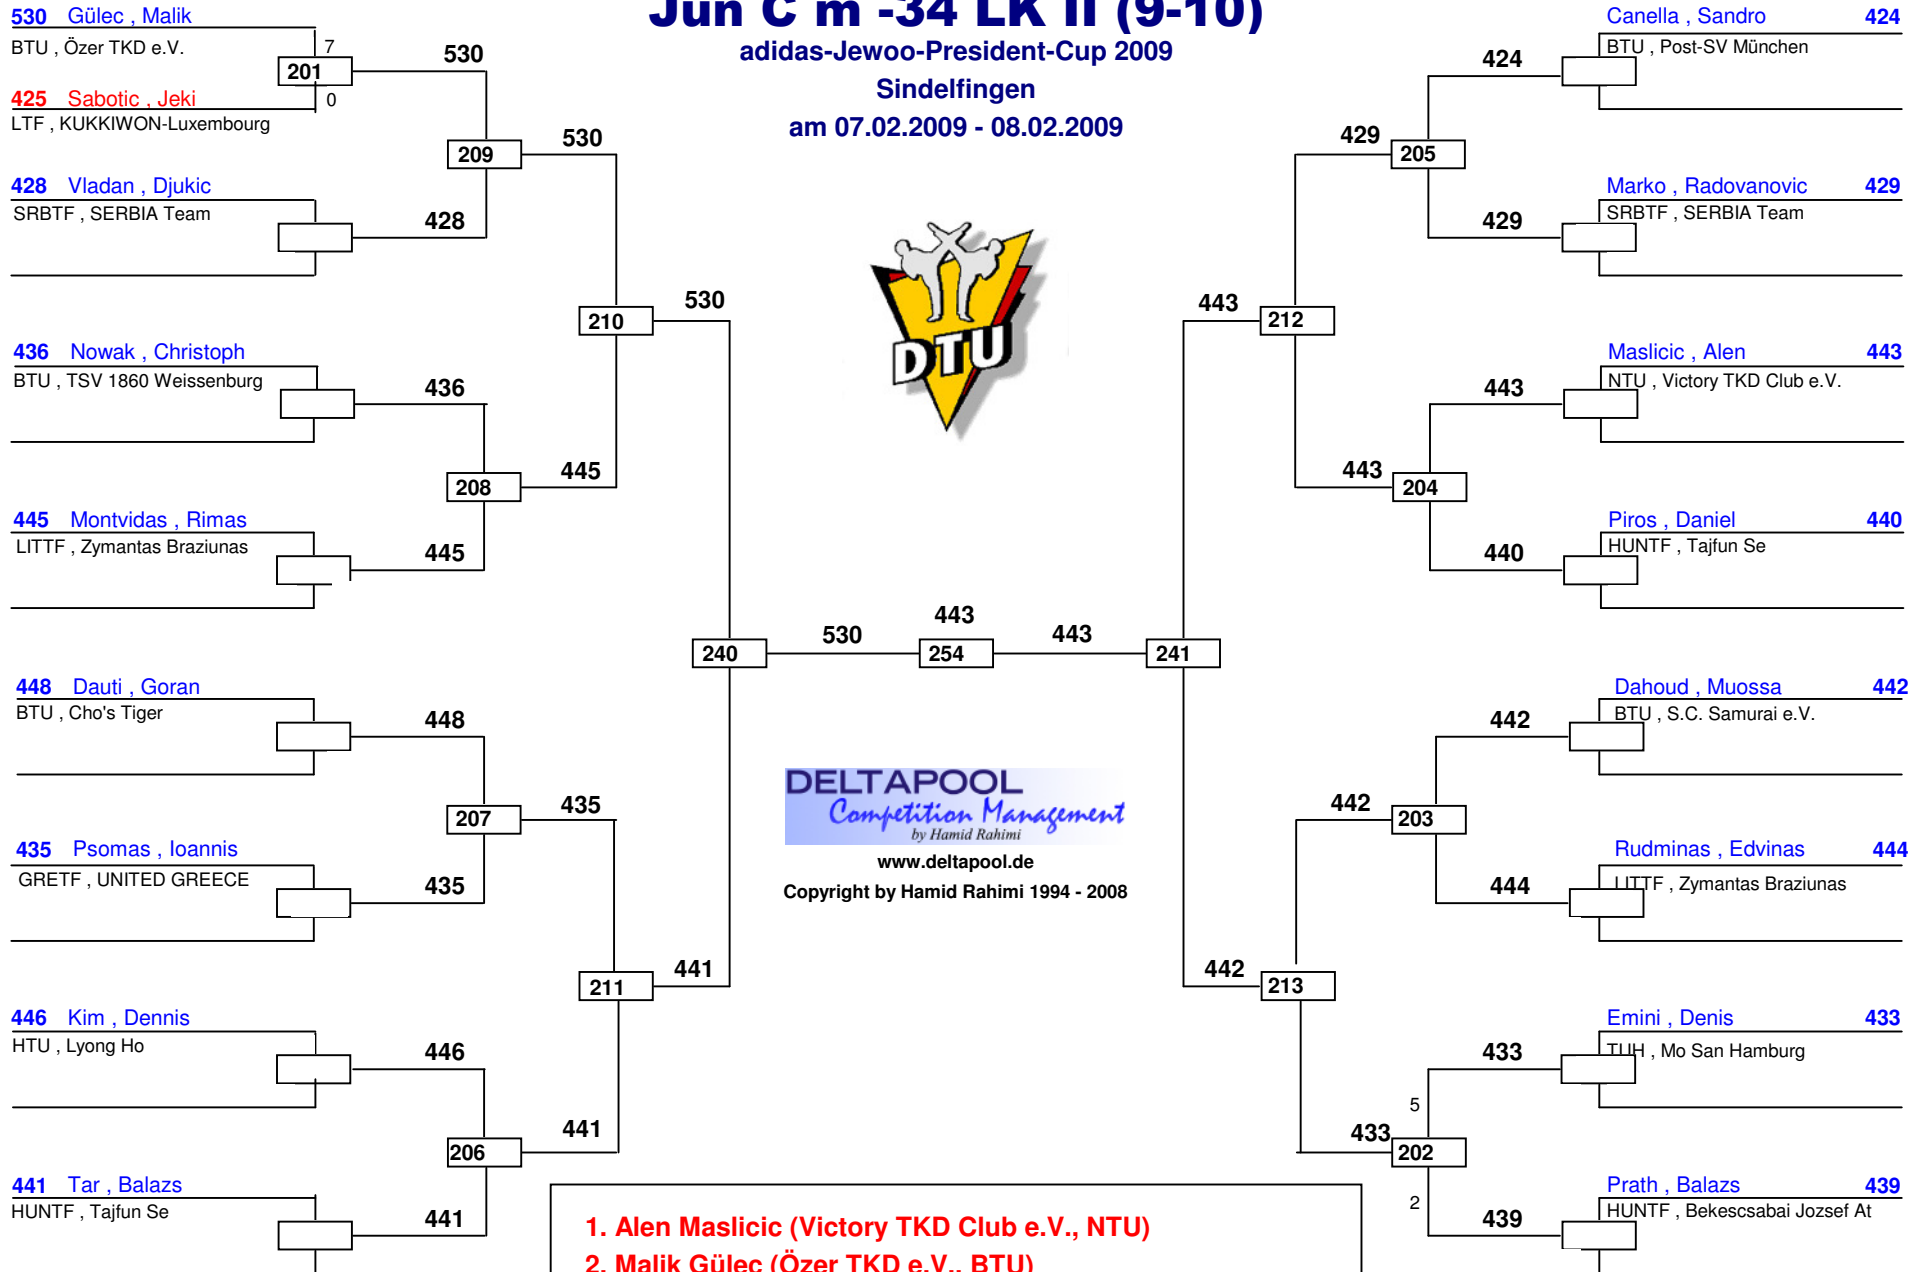 Jun C m -34 LK II (9-10)
adidas-Jewoo-President-Cup 2009
Sindelfingen
am 07.02.2009 - 08.02.2009
530 Gülec , Malik
BTU , Özer TKD e.V.
7
201
530
425 Sabotic , Jeki
0
LTF , KUKKIWON-Luxembourg
209
530
428 Vladan , Djukic
SRBTF , SERBIA Team
428
210
530
436 Nowak , Christoph
BTU , TSV 1860 Weissenburg
436
208
445
445 Montvidas , Rimas
LITTF , Zymantas Braziunas
445
240
530
443
254
443
241
448 Dauti , Goran
BTU , Cho's Tiger
448
207
435
435 Psomas , Ioannis
GRETF , UNITED GREECE
435
211
441
446 Kim , Dennis
HTU , Lyong Ho
446
206
441
441 Tar , Balazs
HUNTF , Tajfun Se
441
DTU
DELTAPOOL
Competition Management
by Hamid Rahimi
www.deltapool.de
Copyright by Hamid Rahimi 1994 - 2008
Canella , Sandro 424
BTU , Post-SV München
424
429
205
Marko , Radovanovic 429
SRBTF , SERBIA Team
429
443
212
Maslicic , Alen 443
NTU , Victory TKD Club e.V.
443
443
204
Piros , Daniel 440
HUNTF , Tajfun Se
440
Dahoud , Muossa 442
BTU , S.C. Samurai e.V.
442
442
203
Rudminas , Edvinas 444
LITTF , Zymantas Braziunas
444
442
213
Emini , Denis 433
TUH , Mo San Hamburg
433
5
433
202
2
Prath , Balazs 439
HUNTF , Bekescsabai Jozsef At
439
1. Alen Maslicic (Victory TKD Club e.V., NTU)
2. Malik Gülec (Özer TKD e.V., BTU)